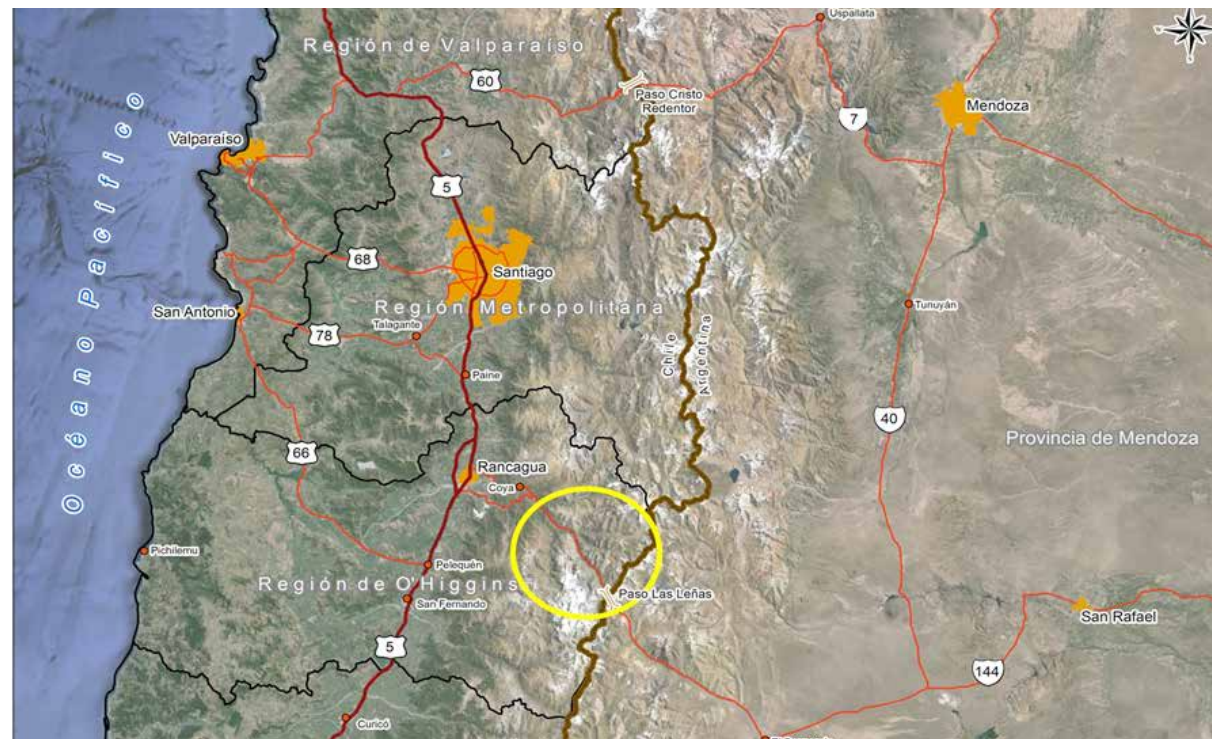 Uspallata
Región de Valparaíso
60
Paso Cristo
Redentor
7
Mendoza
Valparaíso
5
Océano Pacífico
68
Santiago
Región Metropolitana
San Antonio
78
Talagante
Tunuyán
Chile
Argentina
Paine
40
Provincia de Mendoza
66
Rancagua
Coya
Pichilemu
Pelequén
Región de O'Higgins
Paso Las Leñas
San Fernando
San Rafael
5
144
Curicó